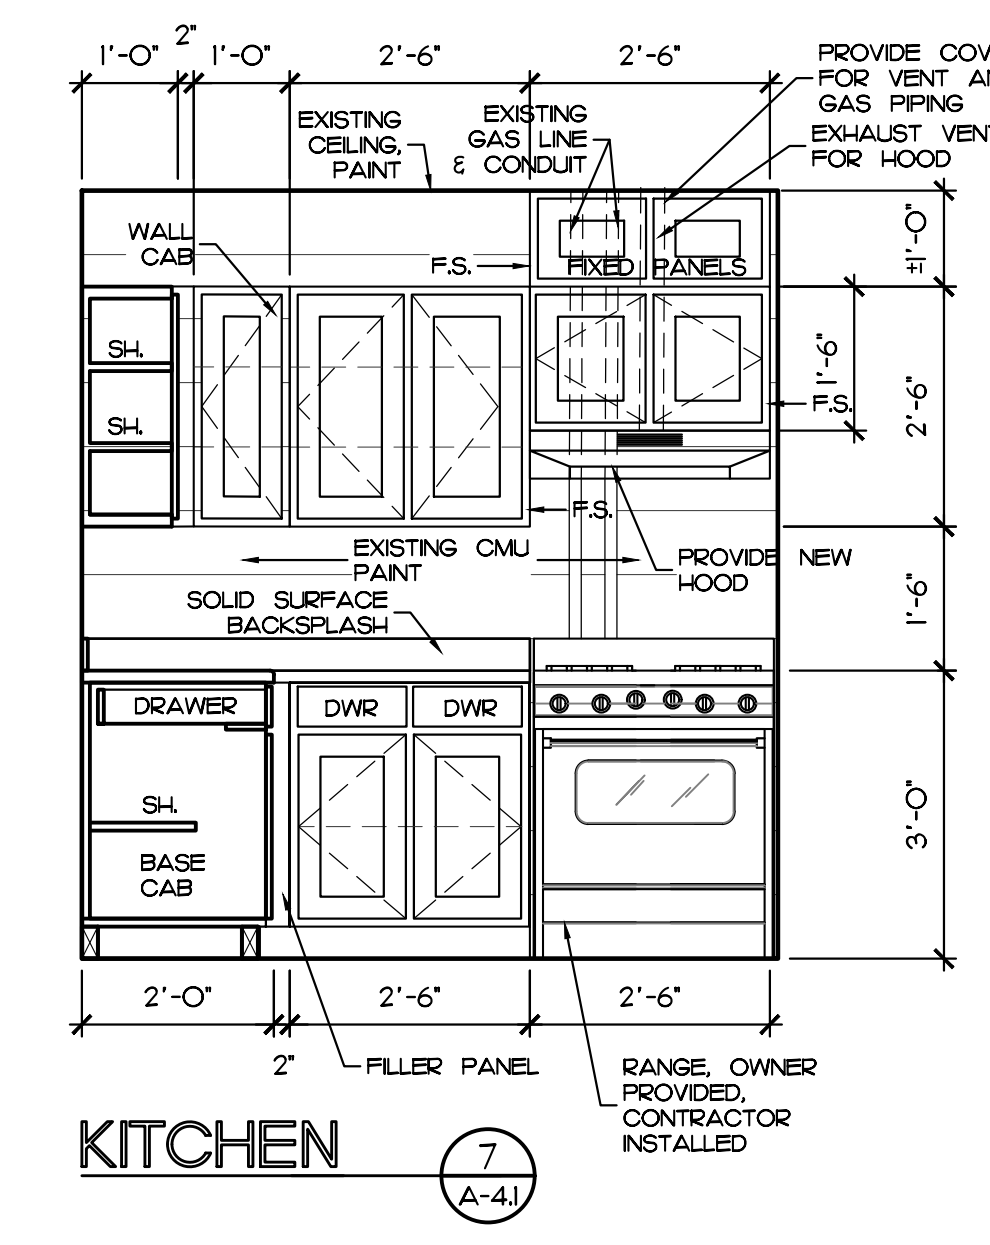 2"
1'-0" 1'-0" 2'-6" 2'-6"
PROVIDE COV
FOR VENT A
GAS PIPING
EXHAUST VENT
FOR HOOD
EXISTING
CEILING,
PAINT
EXISTING
GAS LINE
& CONDUIT
WALL
CAB
F.S.
FIXED PANELS
±1'-0"
SH.
1'-6"
2'-6"
F.S.
SH.
F.S.
EXISTING CMU
PAINT
PROVIDE NEW
HOOD
SOLID SURFACE
BACKSPLASH
1'-6"
DRAWER
DWR
DWR
SH.
BASE
CAB
3'-0"
2'-0" 2'-6" 2'-6"
2"
FILLER PANEL
RANGE, OWNER
PROVIDED,
CONTRACTOR
INSTALLED
KITCHEN
7
A-4.1